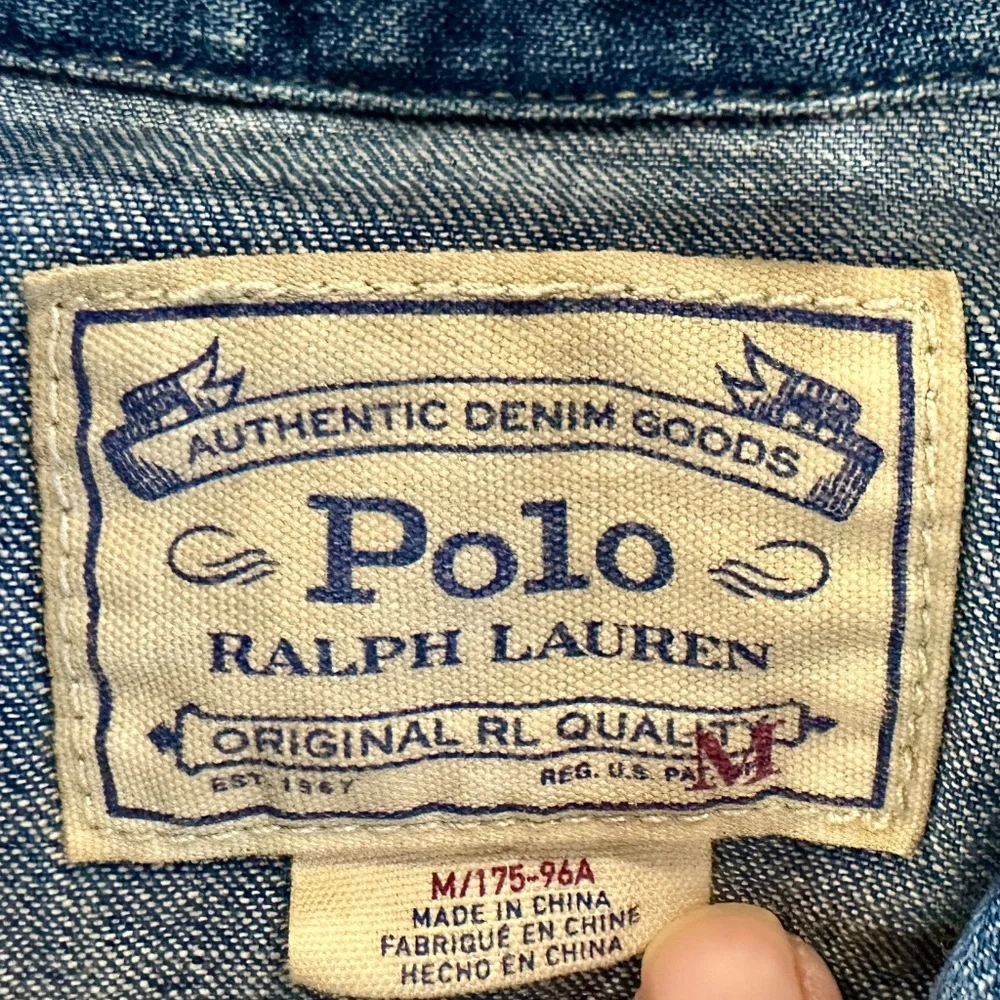 AUTHENTIC DENIM GOODS
Polo
RALPH LAUREN
ORIGINAL RL QUALITY
EST. 1967
REG. U.S.
M
M/175-96A
MADE IN CHINA
FABRIQUÉ EN CHINE
HECHO EN CHINA